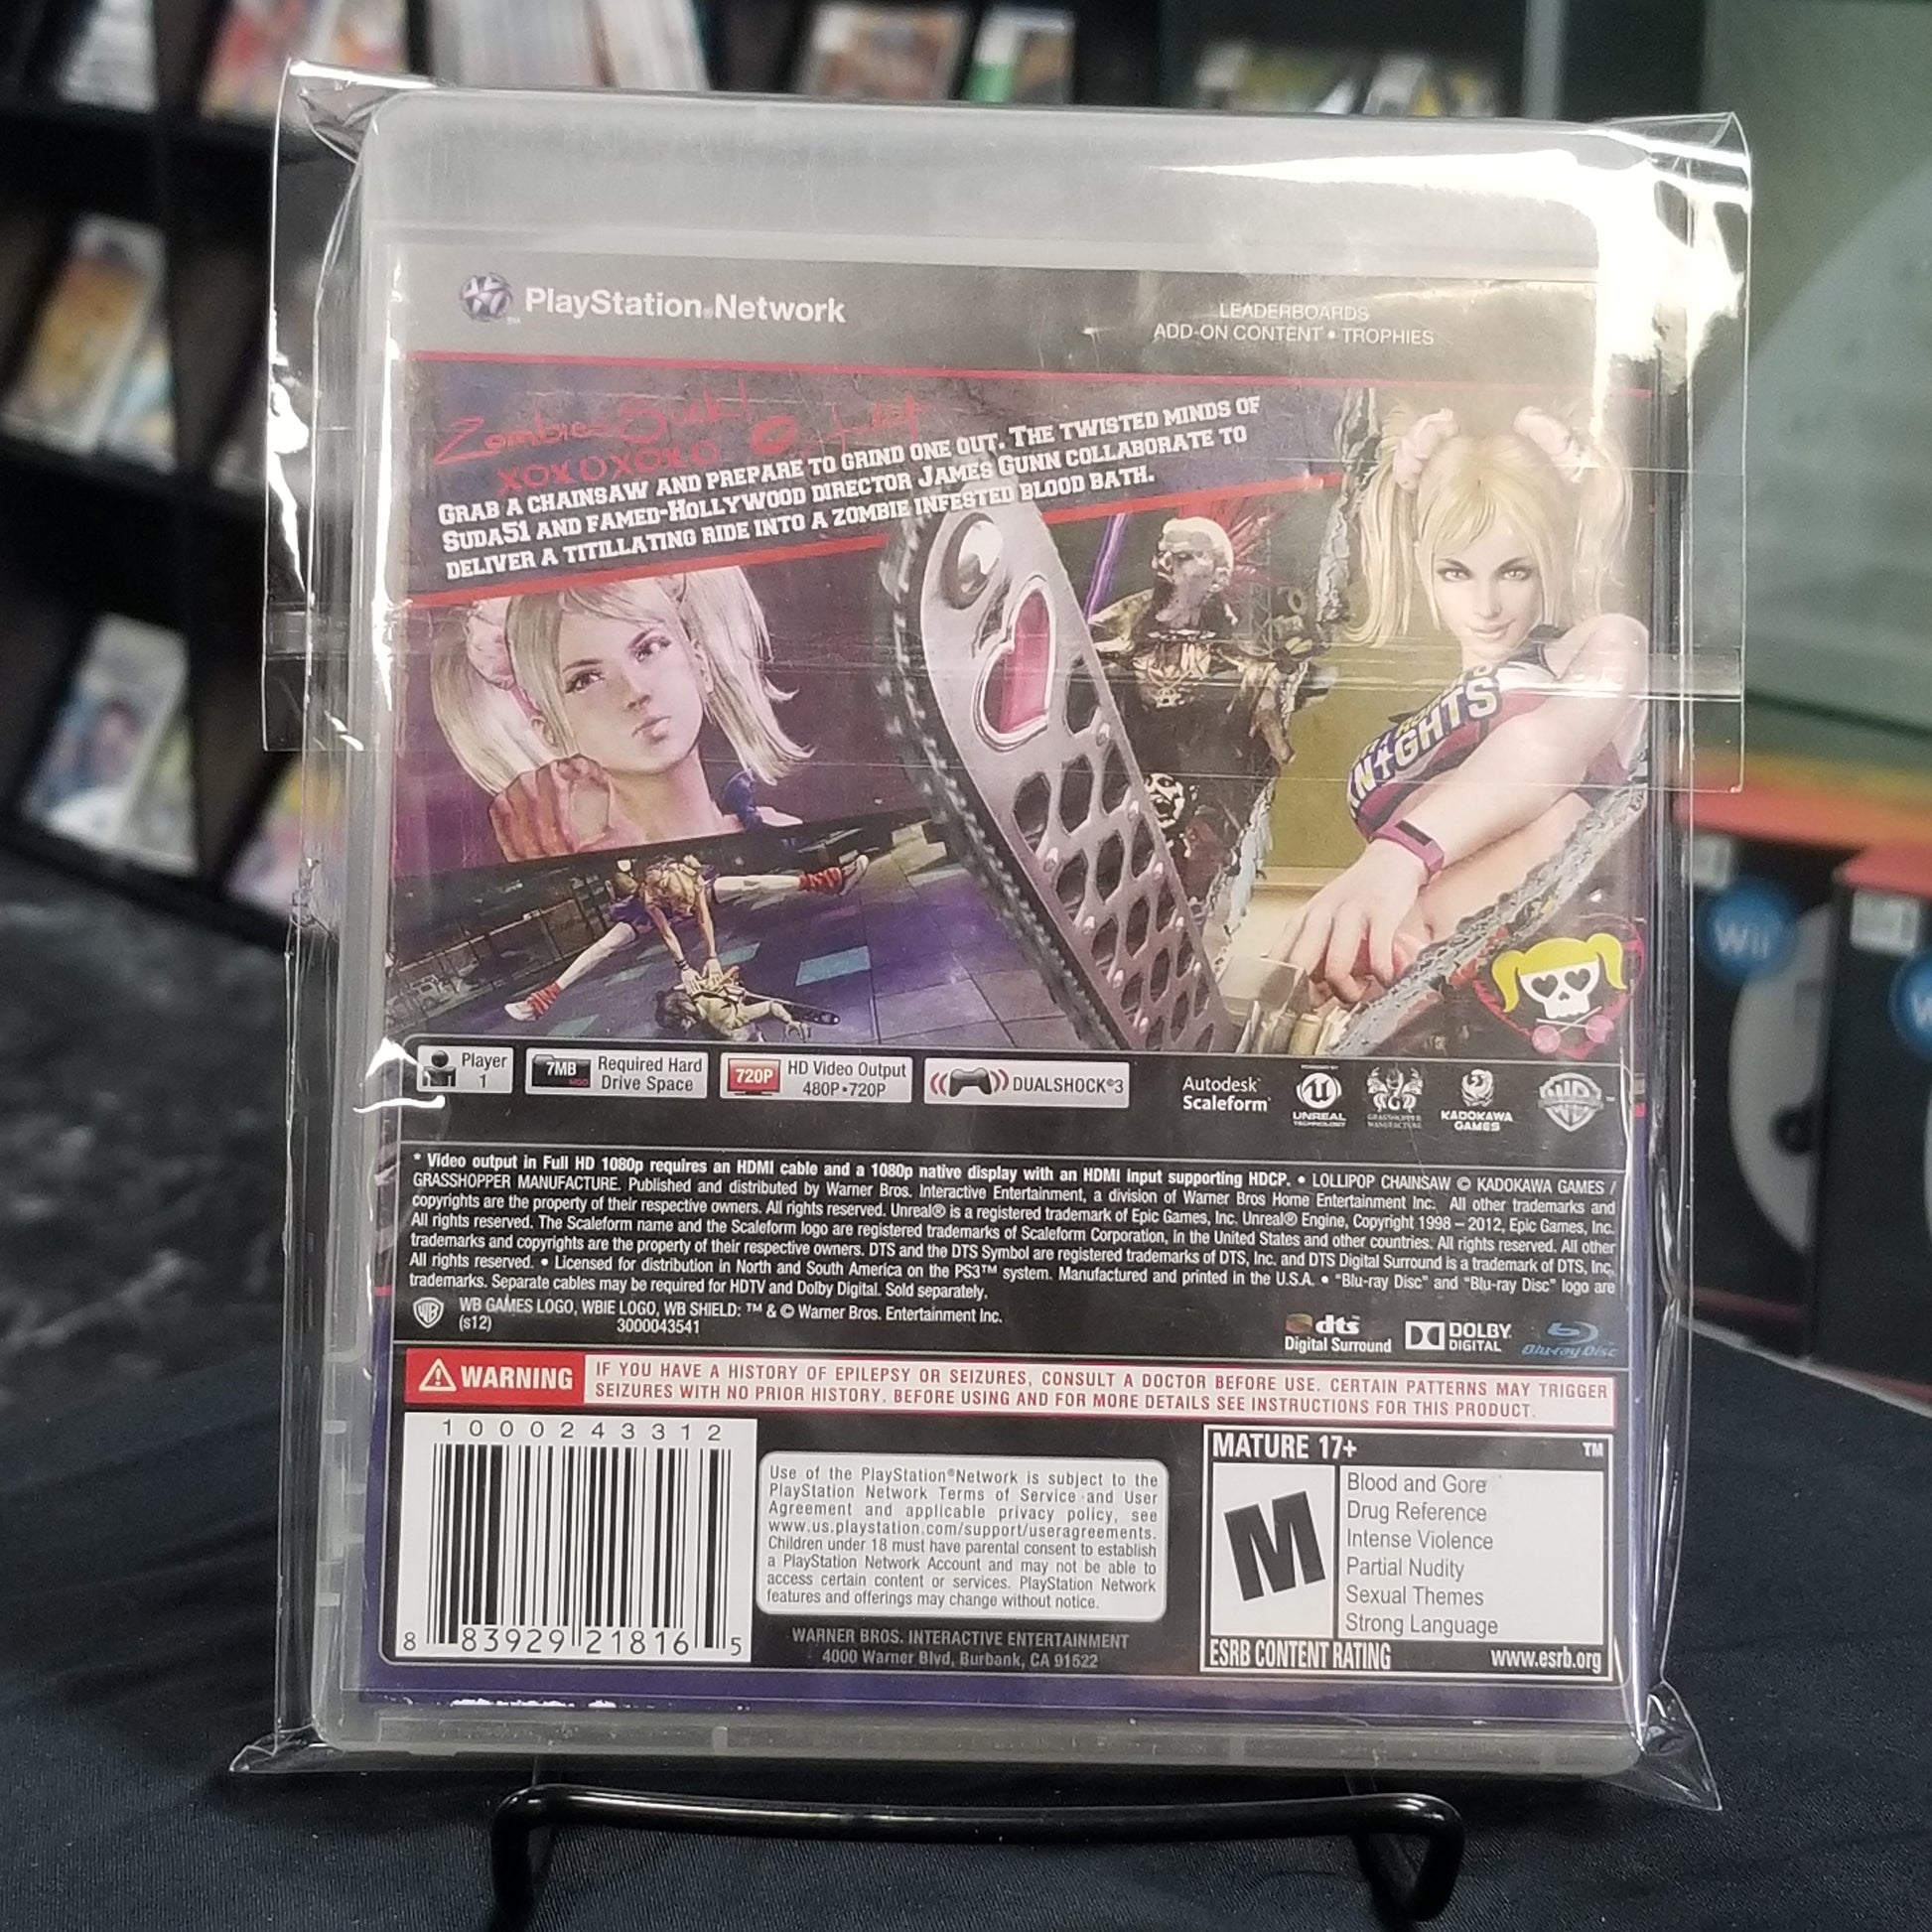 PlayStation®Network
LEADERBOARDS
ADD-ON CONTENT • TROPHIES
Zombies Suck!
XOXOXOXO
GRAB A CHAINSAW AND PREPARE TO GRIND ONE OUT. THE TWISTED MINDS OF
SUDA51 AND FAMED-HOLLYWOOD DIRECTOR JAMES GUNN COLLABORATE TO
DELIVER A TITILLATING RIDE INTO A ZOMBIE INFESTED BLOOD BATH.
KNIGHTS
Player
1
7MB
Required Hard
Drive Space
720P
HD Video Output
480P•720P
DUALSHOCK®3
Autodesk®
Scaleform®
UNREAL
TECHNOLOGY
GRASSHOPPER
MANUFACTURE
KADOKAWA
GAMES
WB
* Video output in Full HD 1080p requires an HDMI cable and a 1080p native display with an HDMI input supporting HDCP. • LOLLIPOP CHAINSAW © KADOKAWA GAMES /
GRASSHOPPER MANUFACTURE. Published and distributed by Warner Bros. Interactive Entertainment, a division of Warner Bros Home Entertainment Inc. All other trademarks and
copyrights are the property of their respective owners. All rights reserved. Unreal® is a registered trademark of Epic Games, Inc. Unreal® Engine, Copyright 1998 – 2012, Epic Games, Inc.
All rights reserved. The Scaleform name and the Scaleform logo are registered trademarks of Scaleform Corporation, in the United States and other countries. All rights reserved. All other
trademarks and copyrights are the property of their respective owners. DTS and the DTS Symbol are registered trademarks of DTS, Inc. and DTS Digital Surround is a trademark of DTS, Inc.
All rights reserved. • Licensed for distribution in North and South America on the PS3™ system. Manufactured and printed in the U.S.A. • "Blu-ray Disc" and "Blu-ray Disc" logo are
trademarks. Separate cables may be required for HDTV and Dolby Digital. Sold separately.
WB GAMES LOGO, WBIE LOGO, WB SHIELD: ™ & © Warner Bros. Entertainment Inc.
(s12) 3000043541
dts
Digital Surround
DOLBY
DIGITAL
Blu-ray Disc
WARNING
IF YOU HAVE A HISTORY OF EPILEPSY OR SEIZURES, CONSULT A DOCTOR BEFORE USE. CERTAIN PATTERNS MAY TRIGGER
SEIZURES WITH NO PRIOR HISTORY. BEFORE USING AND FOR MORE DETAILS SEE INSTRUCTIONS FOR THIS PRODUCT.
1000243312
8 83929 21816 5
Use of the PlayStation®Network is subject to the
PlayStation Network Terms of Service and User
Agreement and applicable privacy policy, see
www.us.playstation.com/support/useragreements.
Children under 18 must have parental consent to establish
a PlayStation Network Account and may not be able to
access certain content or services. PlayStation Network
features and offerings may change without notice.
WARNER BROS. INTERACTIVE ENTERTAINMENT
4000 Warner Blvd, Burbank, CA 91522
MATURE 17+ ™
M
Blood and Gore
Drug Reference
Intense Violence
Partial Nudity
Sexual Themes
Strong Language
ESRB CONTENT RATING
www.esrb.org
Wii